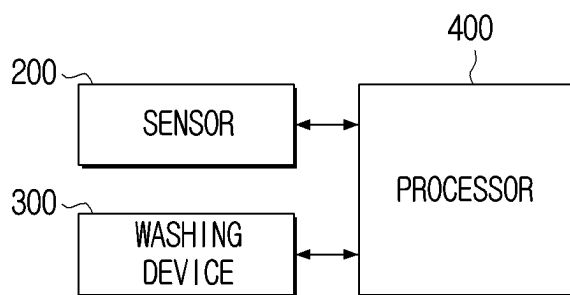 400
200
SENSOR
PROCESSOR
300
WASHING
DEVICE